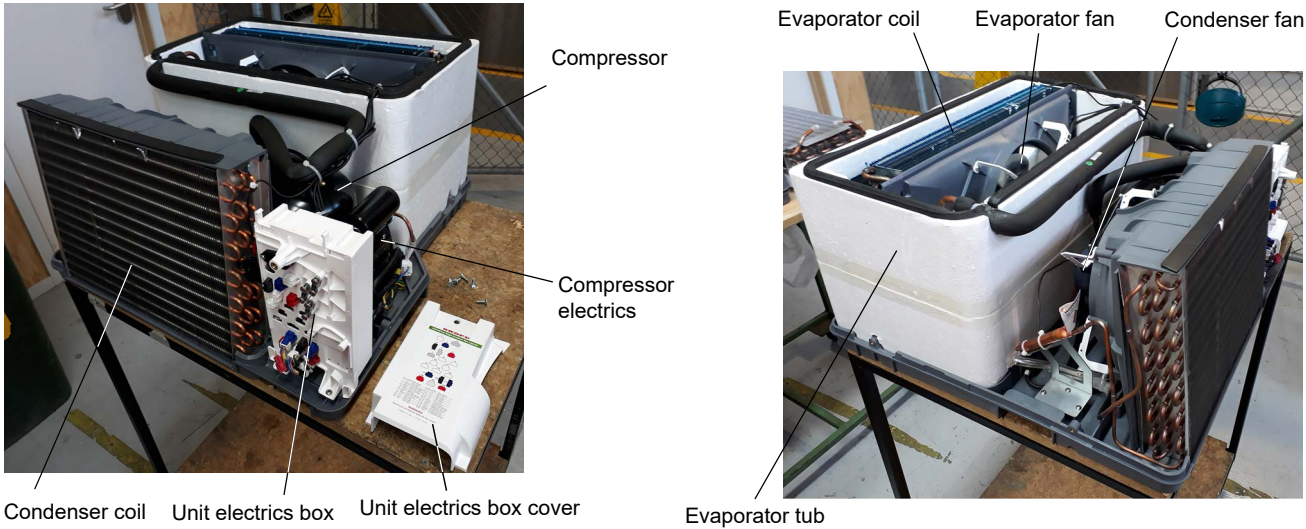 Evaporator coil
Evaporator fan
Condenser fan
Compressor
Compressor
electrics
Condenser coil
Unit electrics box
Unit electrics box cover
Evaporator tub